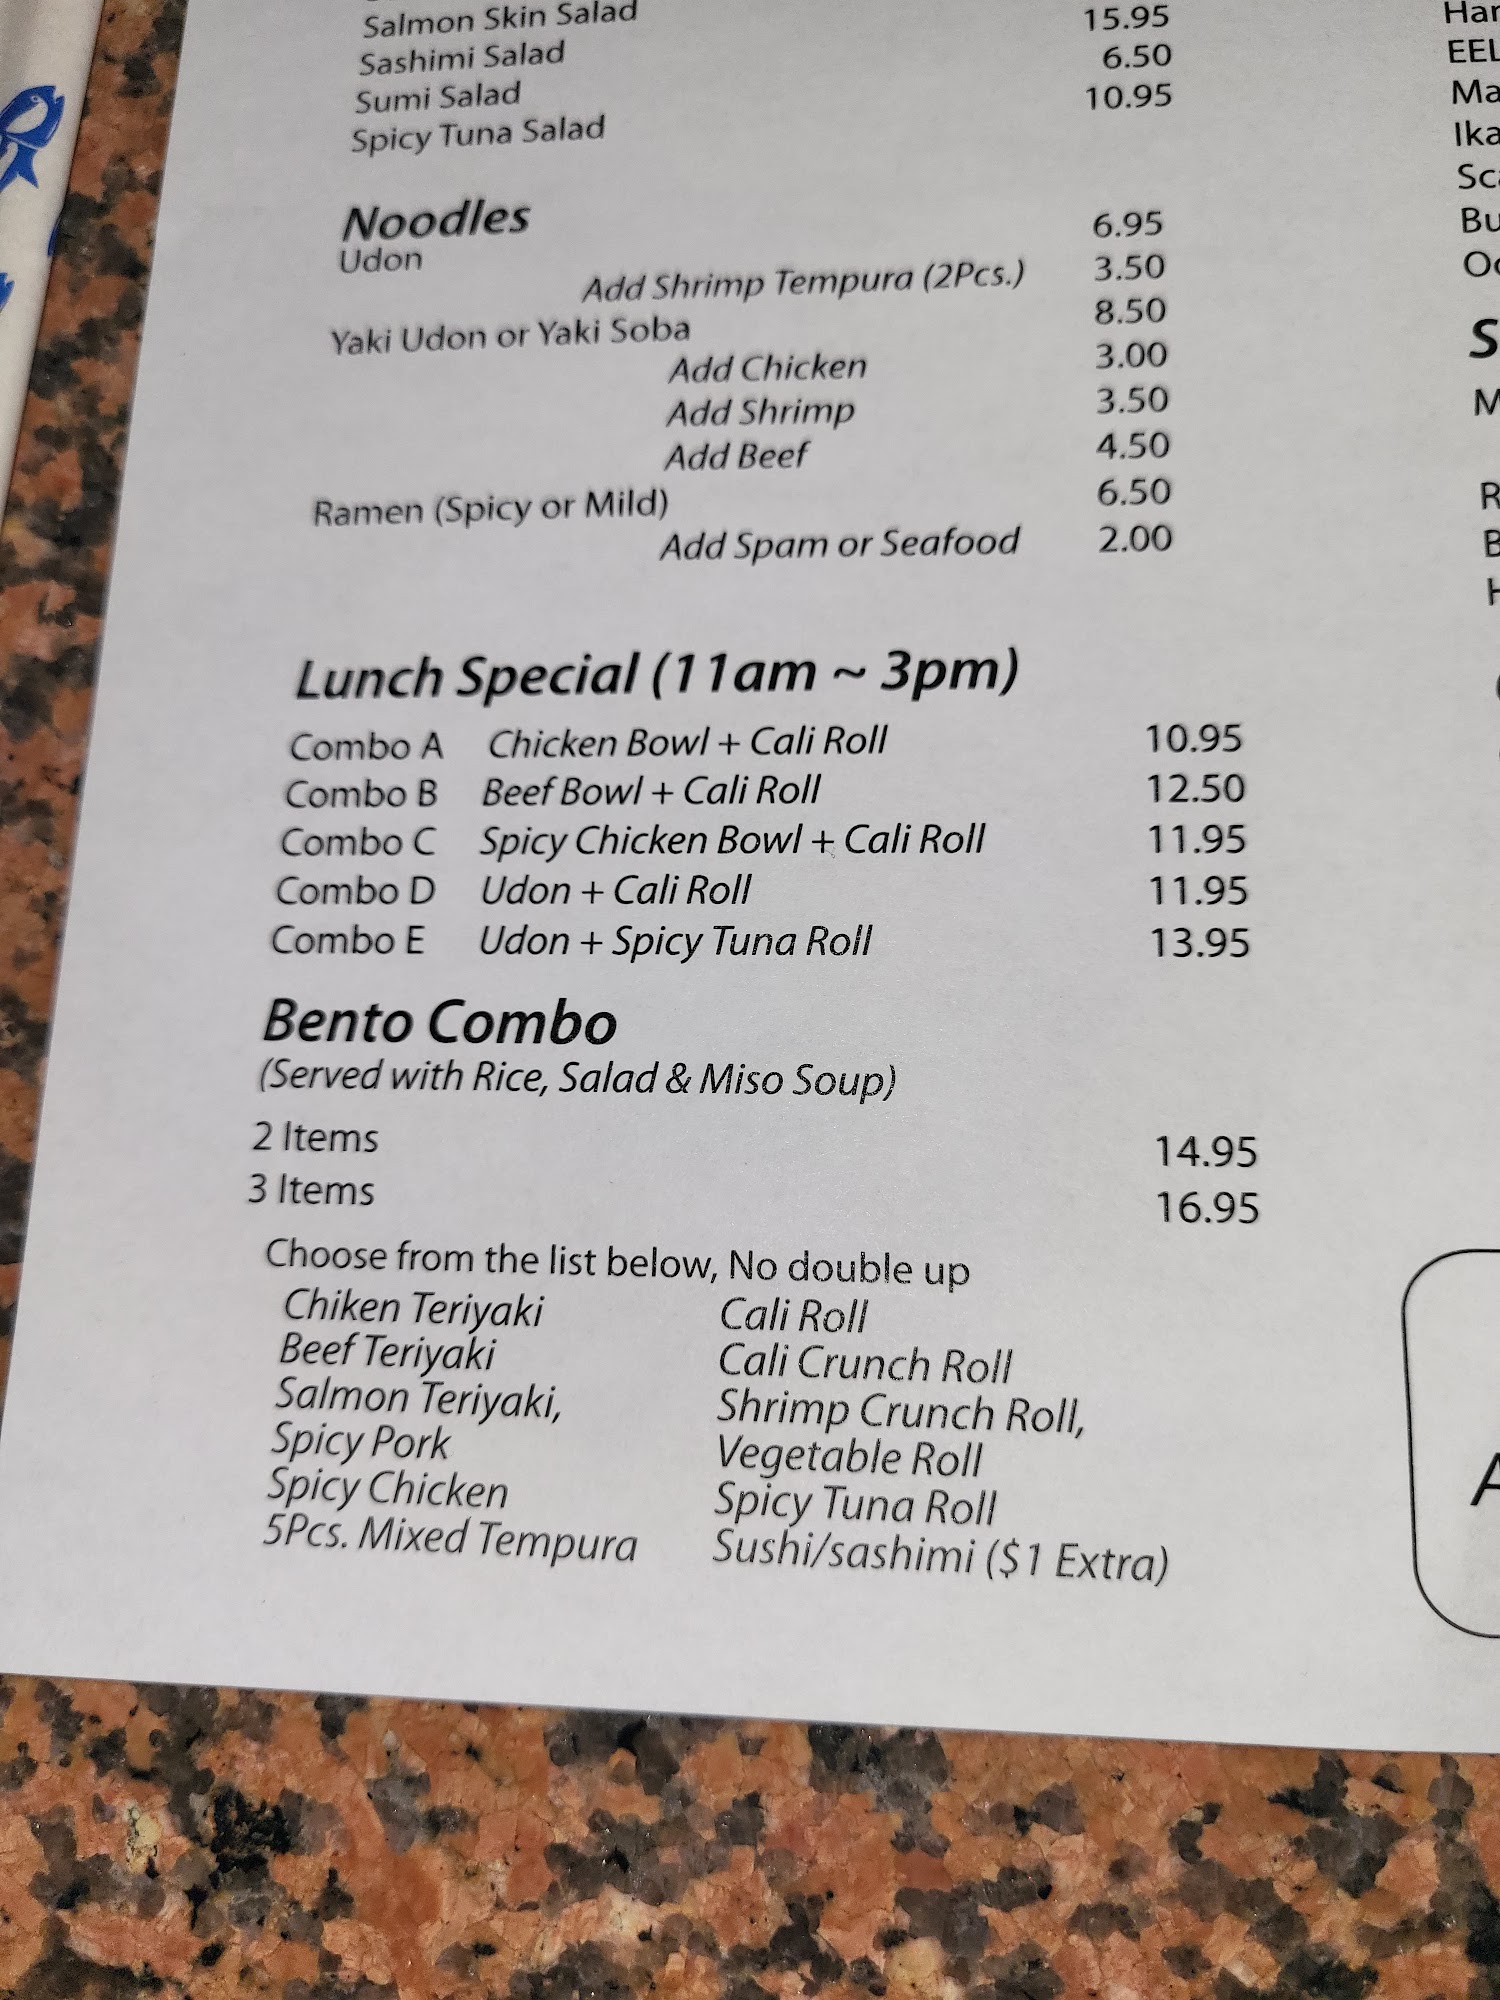 Salmon Skin Salad 15.95
Sashimi Salad 6.50
Sumi Salad 10.95
Spicy Tuna Salad
Noodles
Udon 6.95
Add Shrimp Tempura (2Pcs.) 3.50
Yaki Udon or Yaki Soba 8.50
Add Chicken 3.00
Add Shrimp 3.50
Add Beef 4.50
Ramen (Spicy or Mild) 6.50
Add Spam or Seafood 2.00
Lunch Special (11am ~ 3pm)
Combo A Chicken Bowl + Cali Roll 10.95
Combo B Beef Bowl + Cali Roll 12.50
Combo C Spicy Chicken Bowl + Cali Roll 11.95
Combo D Udon + Cali Roll 11.95
Combo E Udon + Spicy Tuna Roll 13.95
Bento Combo
(Served with Rice, Salad & Miso Soup)
2 Items 14.95
3 Items 16.95
Choose from the list below, No double up
Chiken Teriyaki Cali Roll
Beef Teriyaki Cali Crunch Roll
Salmon Teriyaki, Shrimp Crunch Roll,
Spicy Pork Vegetable Roll
Spicy Chicken Spicy Tuna Roll
5Pcs. Mixed Tempura Sushi/sashimi ($1 Extra)